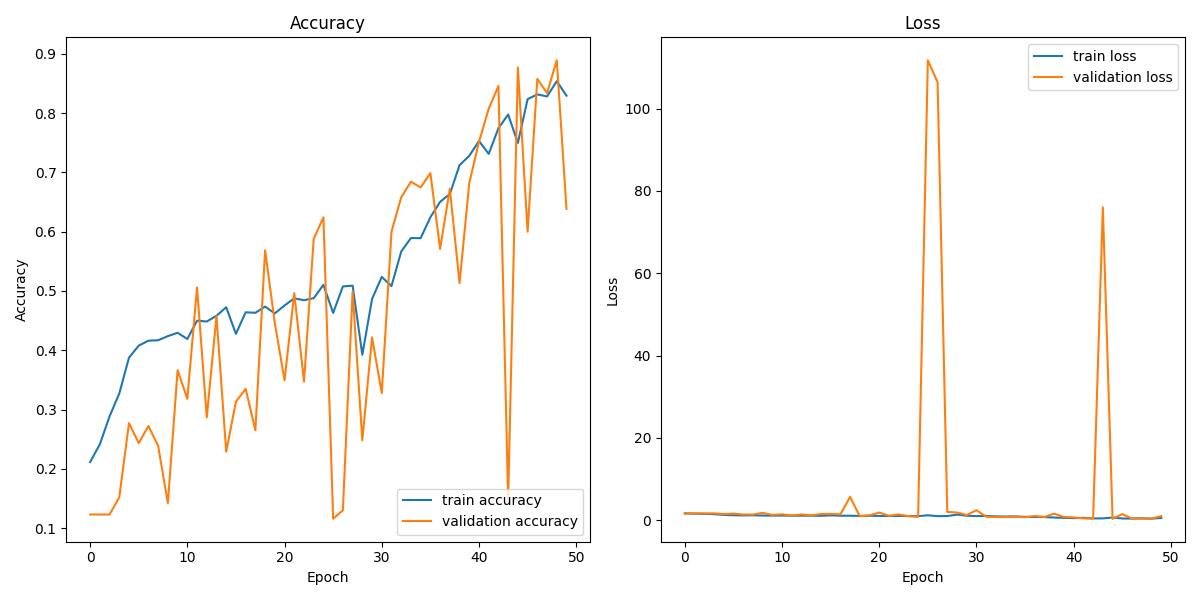 Accuracy
0.9
0.8
0.7
0.6
0.5
0.4
0.3
0.2
0.1
Accuracy
train accuracy
validation accuracy
0 10 20 30 40 50
Epoch
Loss
train loss
validation loss
100
80
60
40
20
0
Loss
0 10 20 30 40 50
Epoch